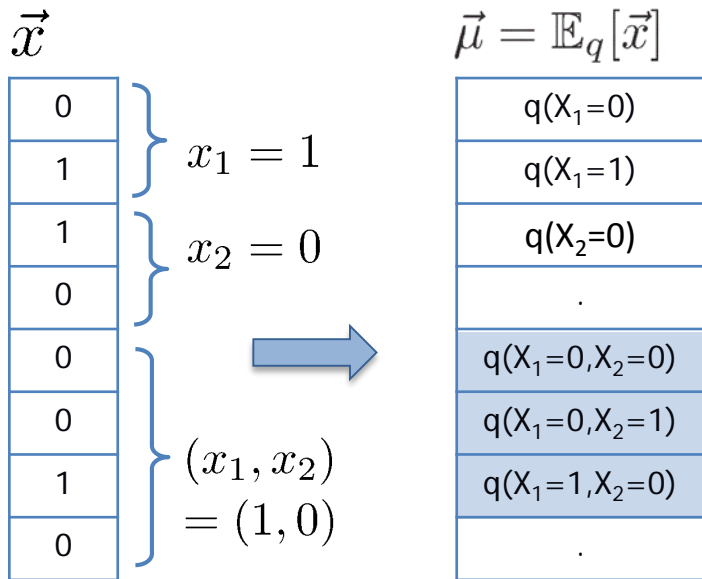 x⃗
0
1
1
0
0
0
1
0
x₁ = 1
x₂ = 0
(x₁, x₂)
= (1, 0)
μ⃗ = 𝔼_q[x⃗]
q(X₁=0)
q(X₁=1)
q(X₂=0)
.
q(X₁=0,X₂=0)
q(X₁=0,X₂=1)
q(X₁=1,X₂=0)
.